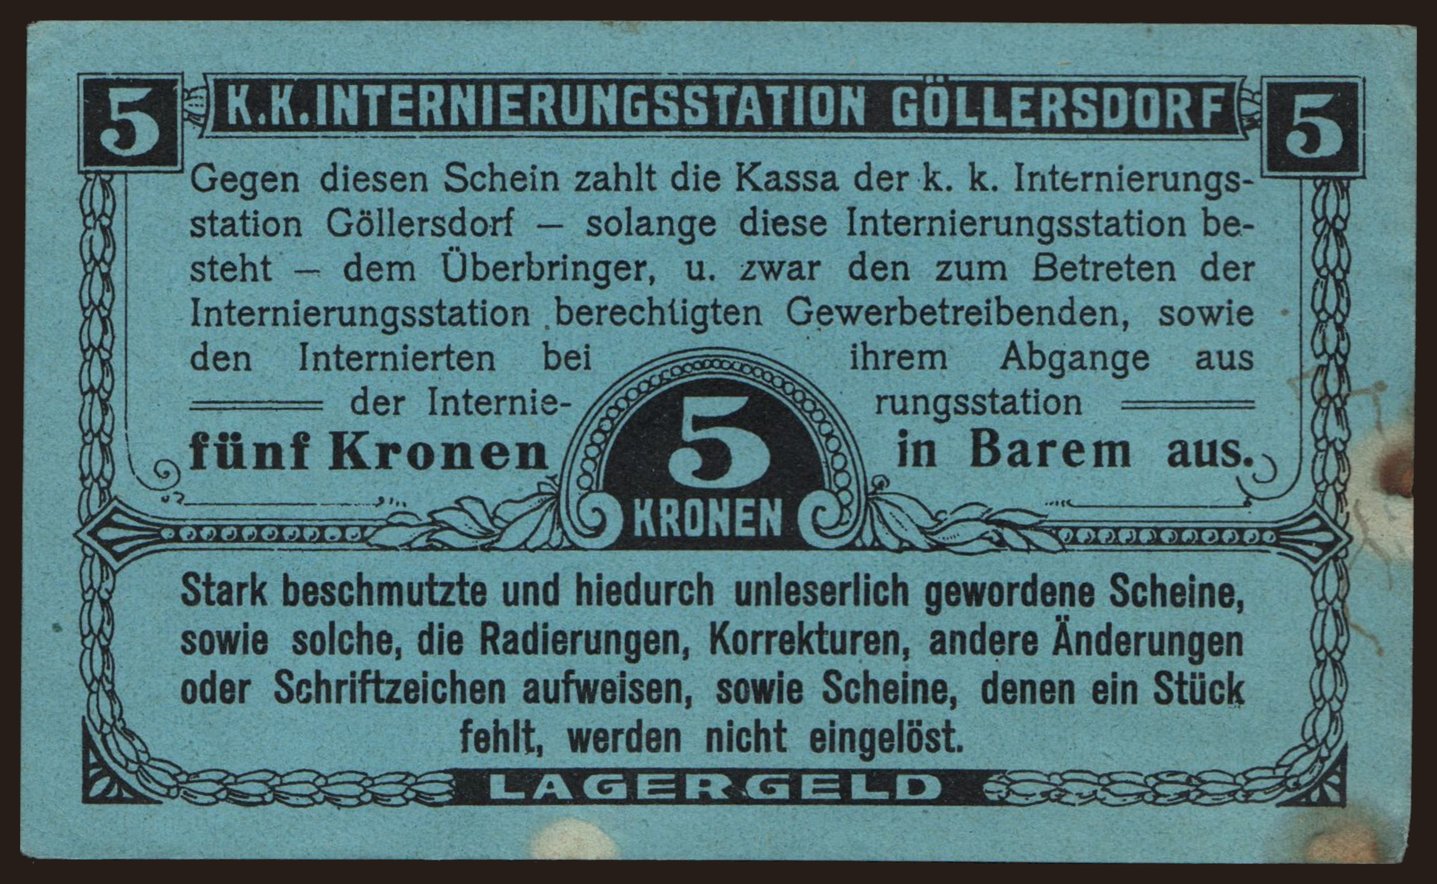 5 K.K. INTERNIERUNGSSTATION GÖLLERSDORF 5
Gegen diesen Schein zahlt die Kassa der k. k. Internierungs-
station Göllersdorf — solange diese Internierungsstation be-
steht — dem Überbringer, u. zwar den zum Betreten der
Internierungsstation berechtigten Gewerbetreibenden, sowie
den Internierten bei ihrem Abgange aus
der Internie- rungsstation
fünf Kronen 5 in Barem aus.
KRONEN
Stark beschmutzte und hiedurch unleserlich gewordene Scheine,
sowie solche, die Radierungen, Korrekturen, andere Änderungen
oder Schriftzeichen aufweisen, sowie Scheine, denen ein Stück
fehlt, werden nicht eingelöst.
LAGERGELD